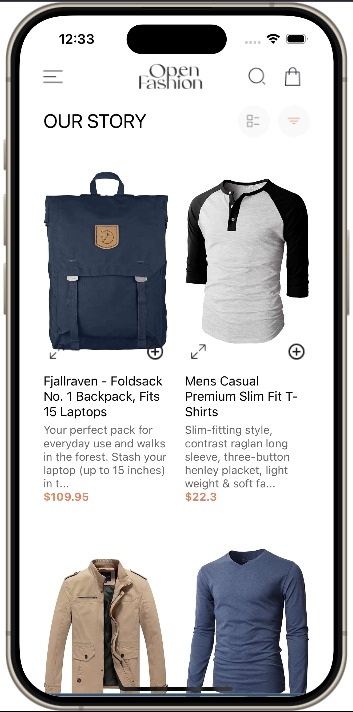 12:33
Open
Fashion
OUR STORY
Fjallraven - Foldsack
No. 1 Backpack, Fits
15 Laptops
Your perfect pack for
everyday use and walks
in the forest. Stash your
laptop (up to 15 inches)
in t...
$109.95
Mens Casual
Premium Slim Fit T-
Shirts
Slim-fitting style,
contrast raglan long
sleeve, three-button
henley placket, light
weight & soft fa...
$22.3